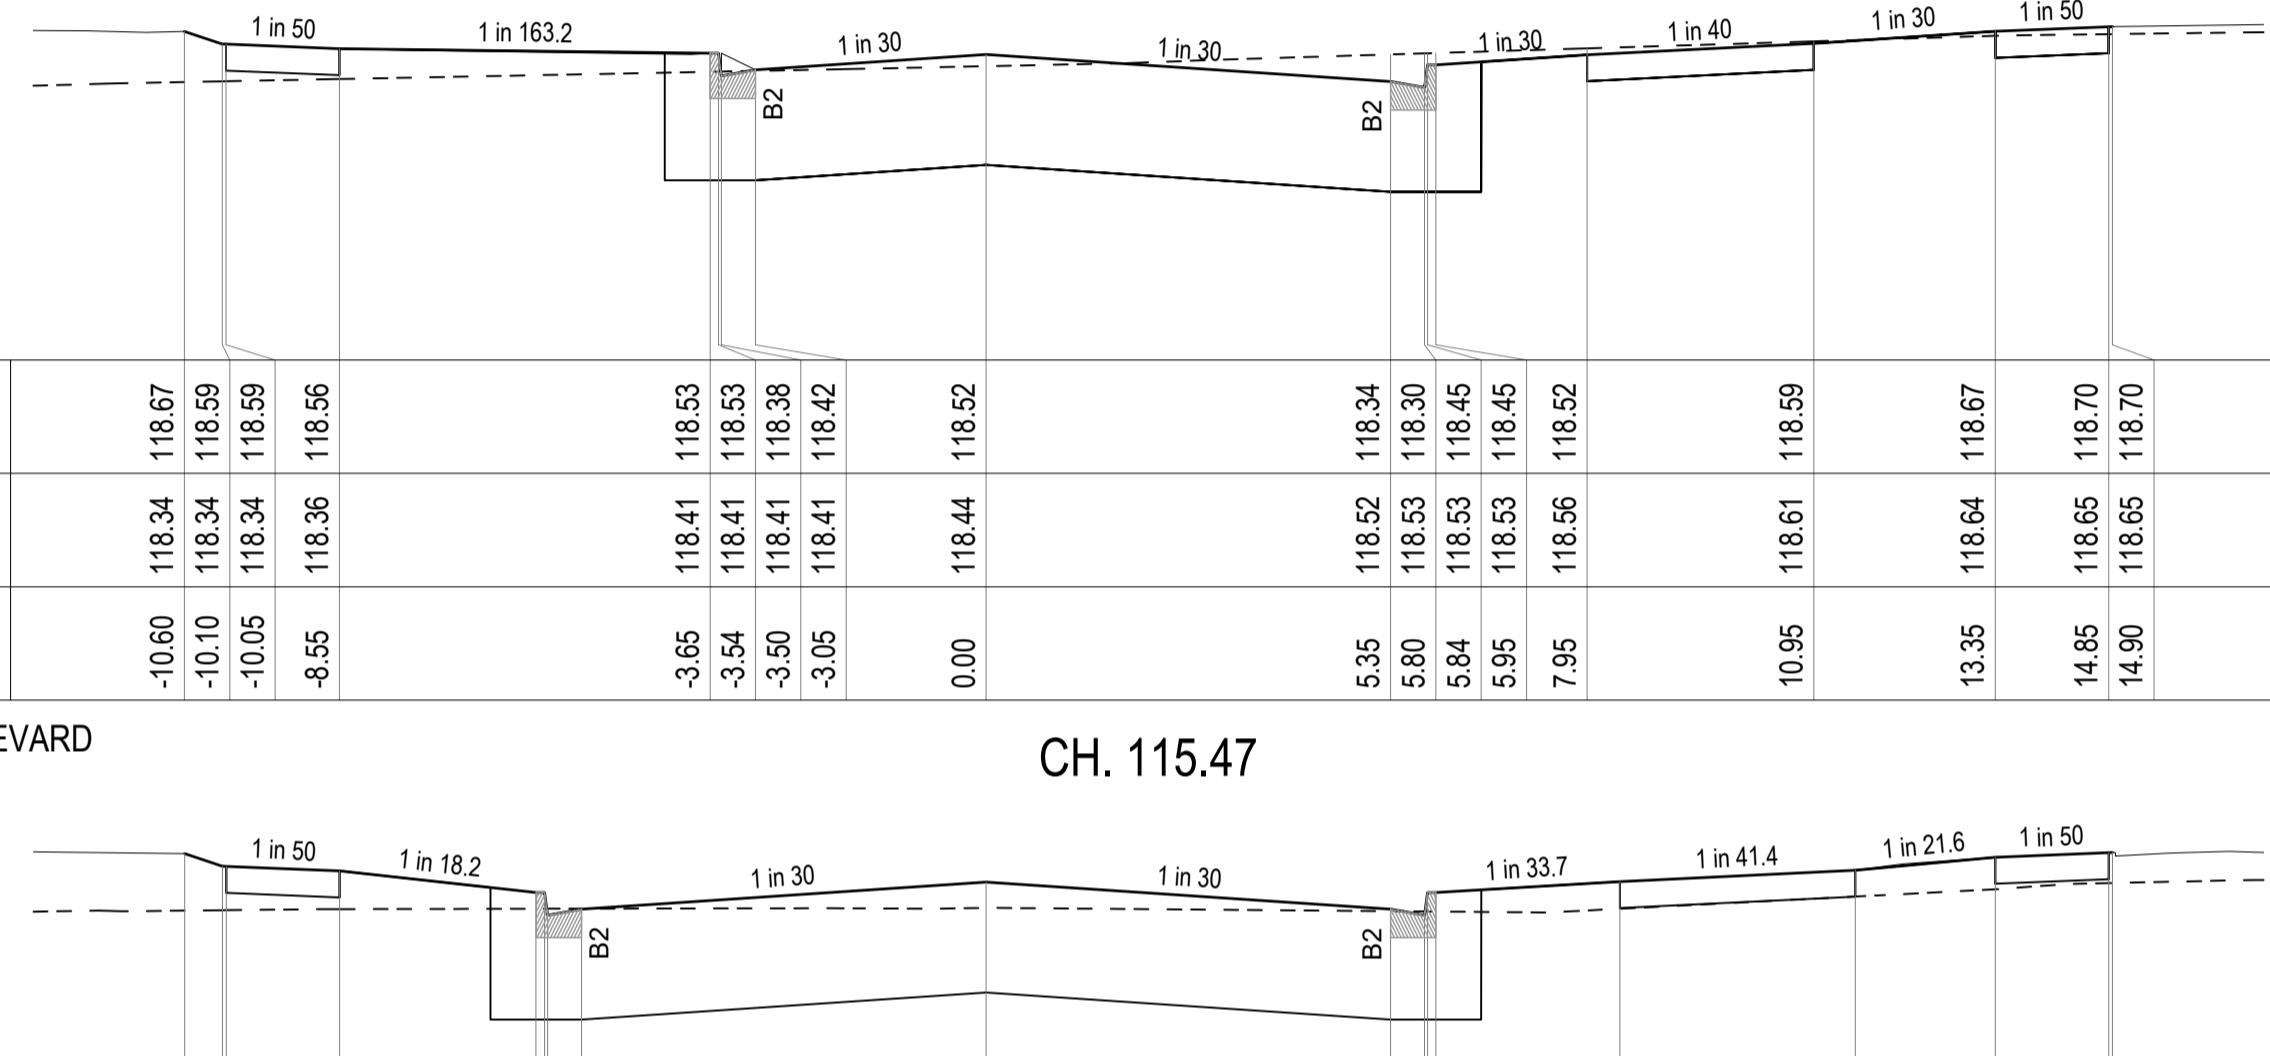 1 in 50 1 in 163.2 1 in 30 1 in 30 1 in 30 1 in 40 1 in 30 1 in 50
B2 B2
118.67 118.59 118.59 118.56 118.53 118.53 118.38 118.42 118.52 118.34 118.30 118.45 118.45 118.52 118.59 118.67 118.70 118.70
118.34 118.34 118.34 118.36 118.41 118.41 118.41 118.41 118.44 118.52 118.53 118.53 118.53 118.56 118.61 118.64 118.65 118.65
-10.60 -10.10 -10.05 -8.55 -3.65 -3.54 -3.50 -3.05 0.00 5.35 5.80 5.84 5.95 7.95 10.95 13.35 14.85 14.90
EVARD
CH. 115.47
1 in 50 1 in 18.2 1 in 30 1 in 30 1 in 33.7 1 in 41.4 1 in 21.6 1 in 50
B2 B2